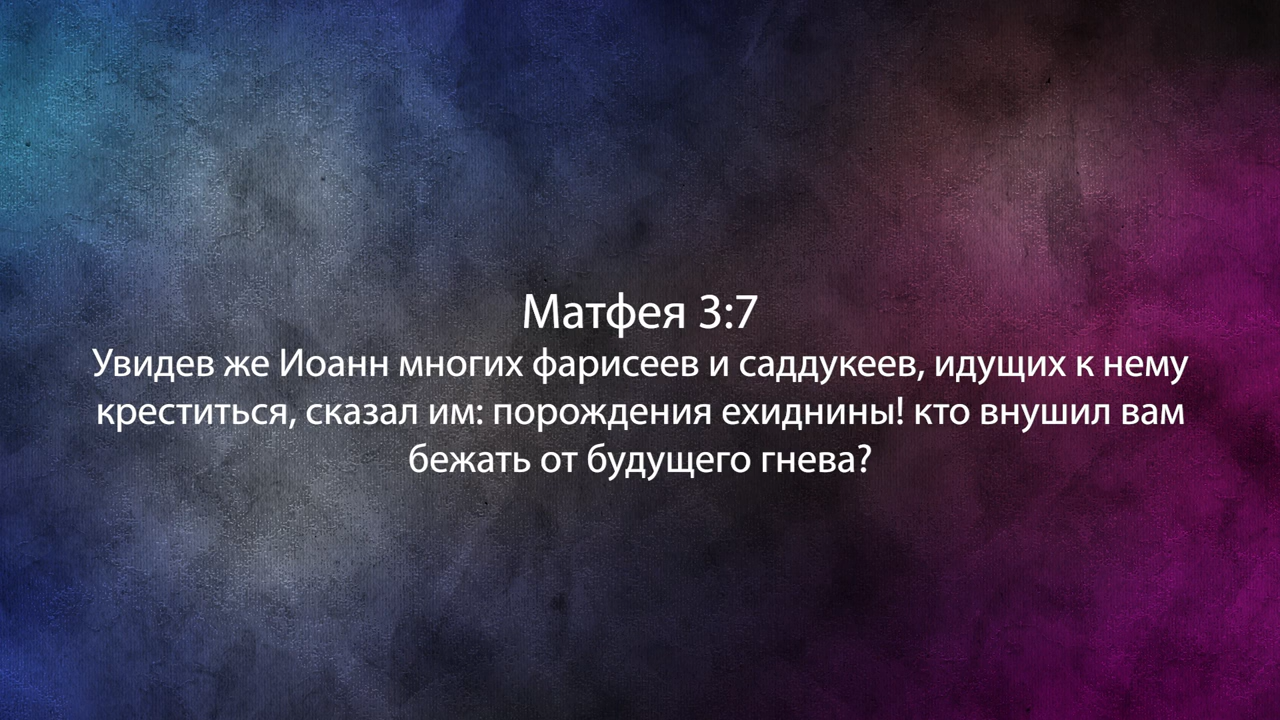 Матфея 3:7
Увидев же Иоанн многих фарисеев и саддукеев, идущих к нему
креститься, сказал им: порождения ехиднины! кто внушил вам
бежать от будущего гнева?